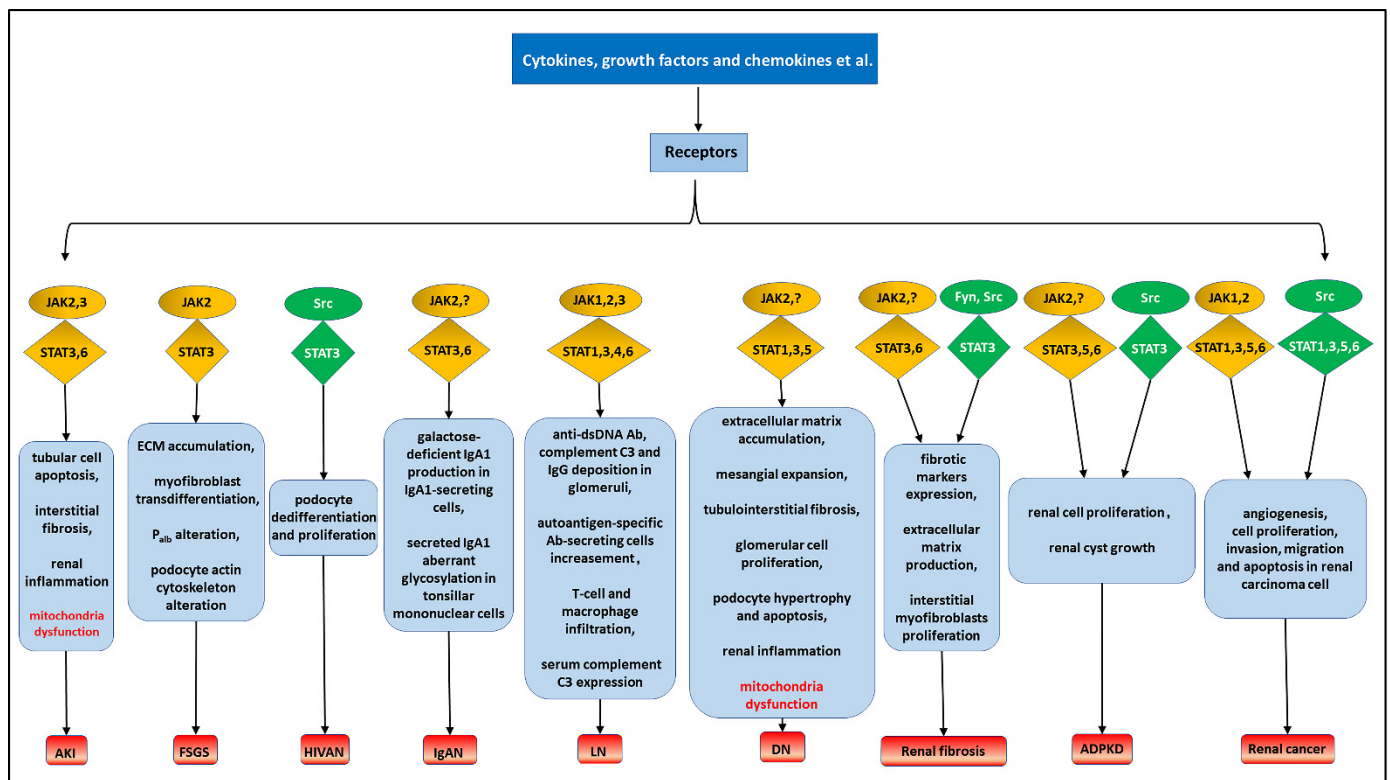 Cytokines, growth factors and chemokines et al.
Receptors
JAK2,3
STAT3,6
tubular cell
apoptosis,
interstitial
fibrosis,
renal
inflammation
mitochondria
dysfunction
AKI
JAK2
STAT3
ECM accumulation,
myofibroblast
transdifferentiation,
Palb alteration,
podocyte actin
cytoskeleton
alteration
FSGS
Src
STAT3
podocyte
dedifferentiation
and proliferation
HIVAN
JAK2,?
STAT3,6
galactose-
deficient IgA1
production in
IgA1-secreting
cells,
secreted IgA1
aberrant
glycosylation in
tonsillar
mononuclear cells
IgAN
JAK1,2,3
STAT1,3,4,6
anti-dsDNA Ab,
complement C3 and
IgG deposition in
glomeruli,
autoantigen-specific
Ab-secreting cells
increasement,
T-cell and
macrophage
infiltration,
serum complement
C3 expression
LN
JAK2,?
STAT1,3,5
extracellular matrix
accumulation,
mesangial expansion,
tubulointerstitial fibrosis,
glomerular cell
proliferation,
podocyte hypertrophy
and apoptosis,
renal inflammation
mitochondria
dysfunction
DN
JAK2,?
STAT3,6
Fyn, Src
STAT3
fibrotic
markers
expression,
extracellular
matrix
production,
interstitial
myofibroblasts
proliferation
Renal fibrosis
JAK2,?
STAT3,5,6
Src
STAT3
renal cell proliferation,
renal cyst growth
ADPKD
JAK1,2
STAT1,3,5,6
Src
STAT1,3,5,6
angiogenesis,
cell proliferation,
invasion, migration
and apoptosis in renal
carcinoma cell
Renal cancer